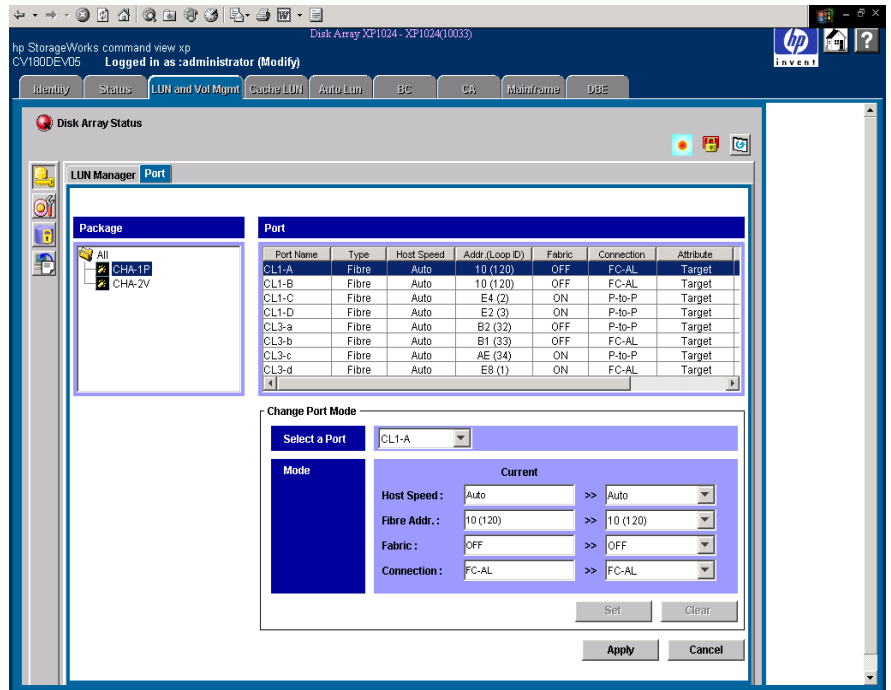 Disk Array XP1024 - XP1024(10033)
hp StorageWorks command view xp
CV180DEV05 Logged in as :administrator (Modify)
hp
invent
?
Identity Status LUN and Vol Mgmt Cache LUN Auto Lun BC CA Mainframe DBE
Disk Array Status
LUN Manager Port
Package
All
CHA-1P
CHA-2V
Port
Port Name Type Host Speed Addr.(Loop ID) Fabric Connection Attribute
CL1-A Fibre Auto 10 (120) OFF FC-AL Target
CL1-B Fibre Auto 10 (120) OFF FC-AL Target
CL1-C Fibre Auto E4 (2) ON P-to-P Target
CL1-D Fibre Auto E2 (3) ON P-to-P Target
CL3-a Fibre Auto B2 (32) OFF P-to-P Target
CL3-b Fibre Auto B1 (33) OFF FC-AL Target
CL3-c Fibre Auto AE (34) ON P-to-P Target
CL3-d Fibre Auto E8 (1) ON FC-AL Target
Change Port Mode
Select a Port CL1-A
Mode Current
Host Speed : Auto >> Auto
Fibre Addr. : 10 (120) >> 10 (120)
Fabric : OFF >> OFF
Connection : FC-AL >> FC-AL
Set Clear
Apply Cancel